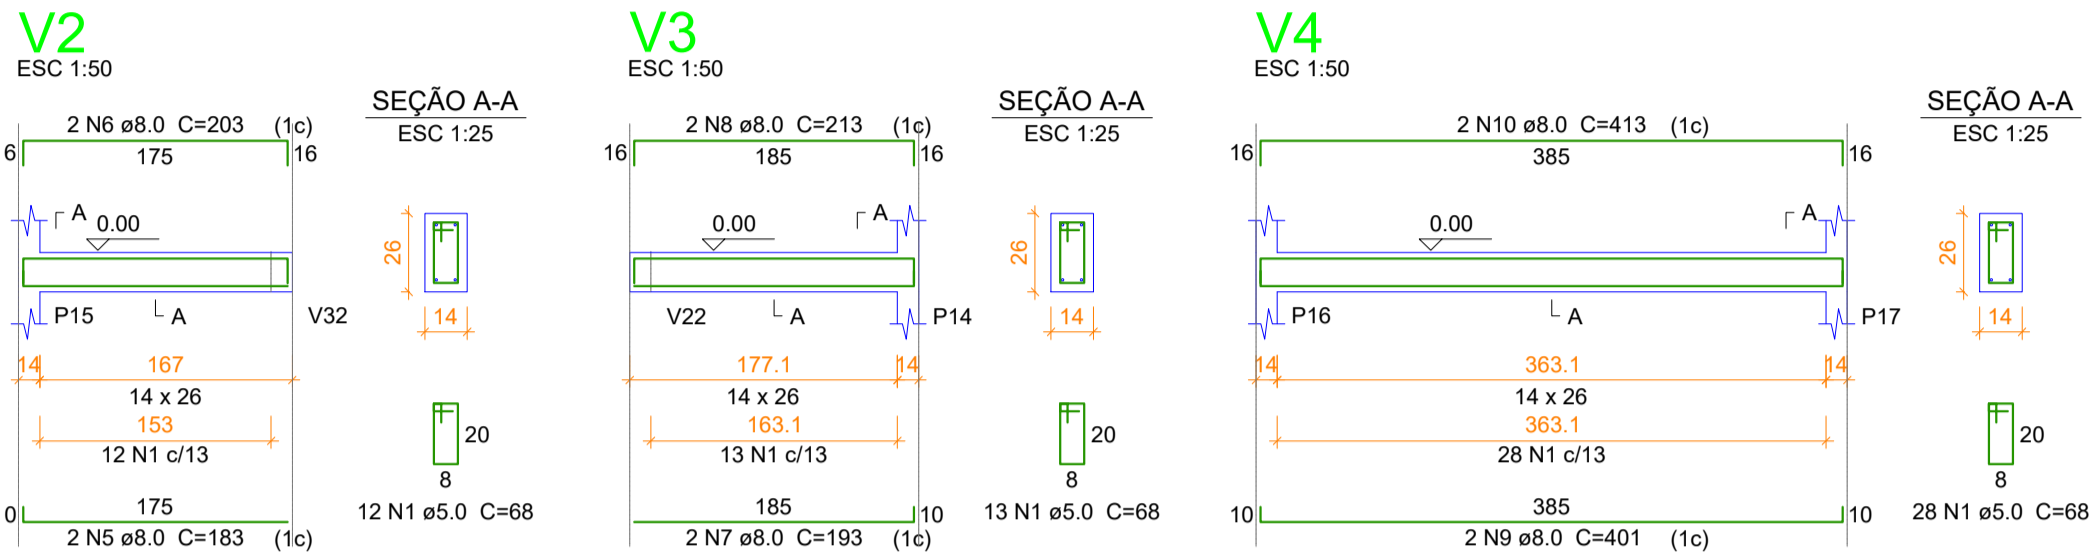 V2
ESC 1:50
SEÇÃO A-A
ESC 1:25
2 N6 ø8.0 C=203 (1c)
6 175 16
A 0.00
26
P15 A V32
14
14 167
14 x 26
153
12 N1 c/13
20
8
12 N1 ø5.0 C=68
0 175
2 N5 ø8.0 C=183 (1c)
V3
ESC 1:50
SEÇÃO A-A
ESC 1:25
2 N8 ø8.0 C=213 (1c)
16 185 16
0.00 A
26
V22 A P14
14
177.1 14
14 x 26
163.1
13 N1 c/13
20
8
13 N1 ø5.0 C=68
185 10
2 N7 ø8.0 C=193 (1c)
V4
ESC 1:50
SEÇÃO A-A
ESC 1:25
2 N10 ø8.0 C=413 (1c)
16 385 16
0.00 A
26
P16 A P17
14
14 363.1 14
14 x 26
363.1
28 N1 c/13
20
8
28 N1 ø5.0 C=68
10 385 10
2 N9 ø8.0 C=401 (1c)